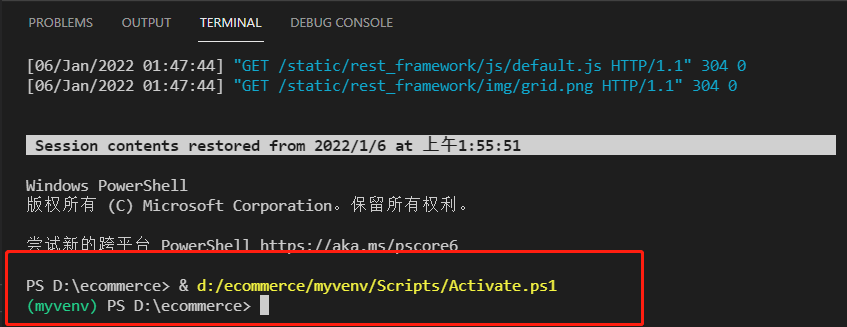 PROBLEMS OUTPUT TERMINAL DEBUG CONSOLE
[06/Jan/2022 01:47:44] "GET /static/rest_framework/js/default.js HTTP/1.1" 304 0
[06/Jan/2022 01:47:44] "GET /static/rest_framework/img/grid.png HTTP/1.1" 304 0
Session contents restored from 2022/1/6 at 上午1:55:51
Windows PowerShell
版权所有 (C) Microsoft Corporation。保留所有权利。
尝试新的跨平台 PowerShell https://aka.ms/pscore6
PS D:\ecommerce> & d:/ecommerce/myvenv/Scripts/Activate.ps1
(myvenv) PS D:\ecommerce>